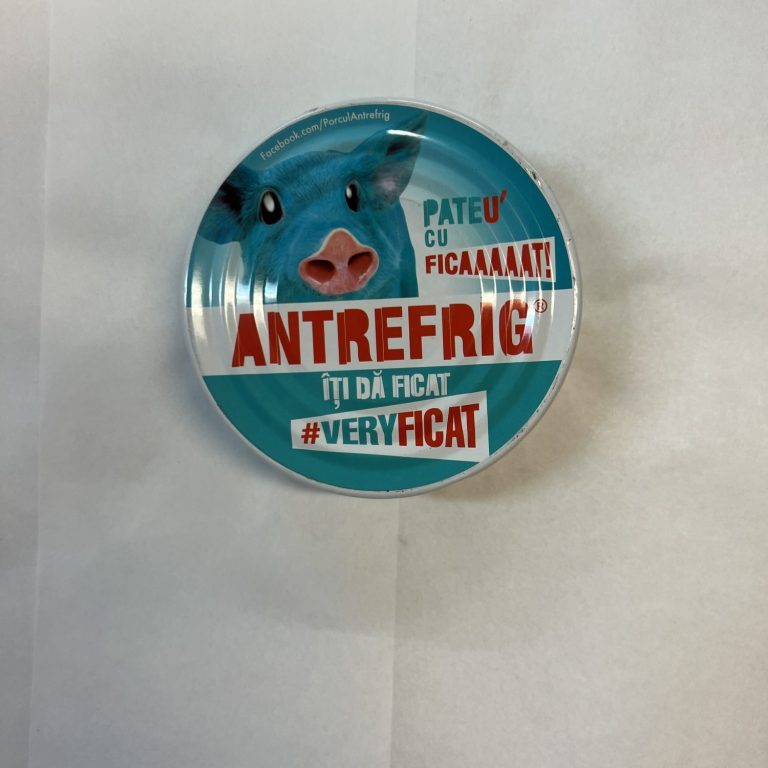 Facebook.com/PorculAntrefrig
PATEU'
CU
FICAAAAAT!
ANTREFRIG®
ÎȚI DĂ FICAT
#VERYFICAT